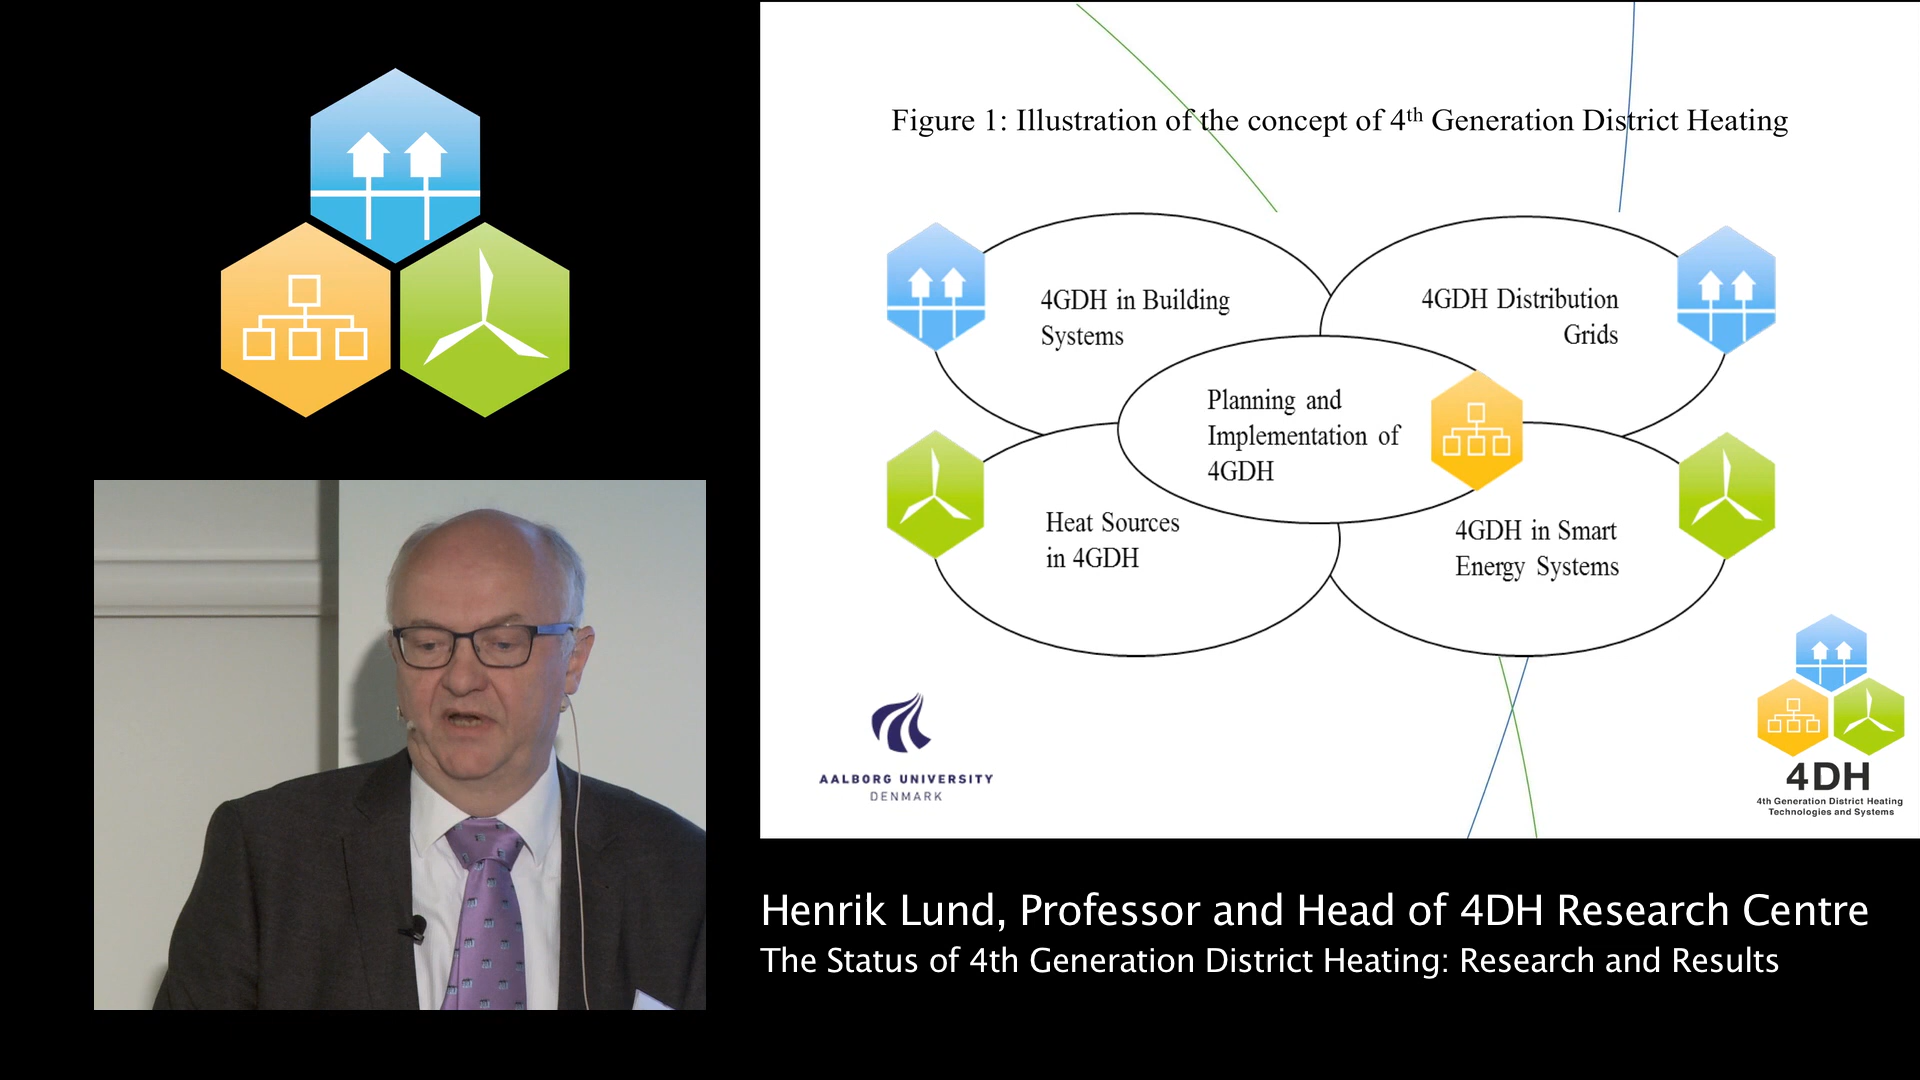 Figure 1: Illustration of the concept of 4th Generation District Heating
4GDH in Building
Systems
4GDH Distribution
Grids
Planning and
Implementation of
4GDH
Heat Sources
in 4GDH
4GDH in Smart
Energy Systems
AALBORG UNIVERSITY
DENMARK
4DH
4th Generation District Heating
Technologies and Systems
Henrik Lund, Professor and Head of 4DH Research Centre
The Status of 4th Generation District Heating: Research and Results